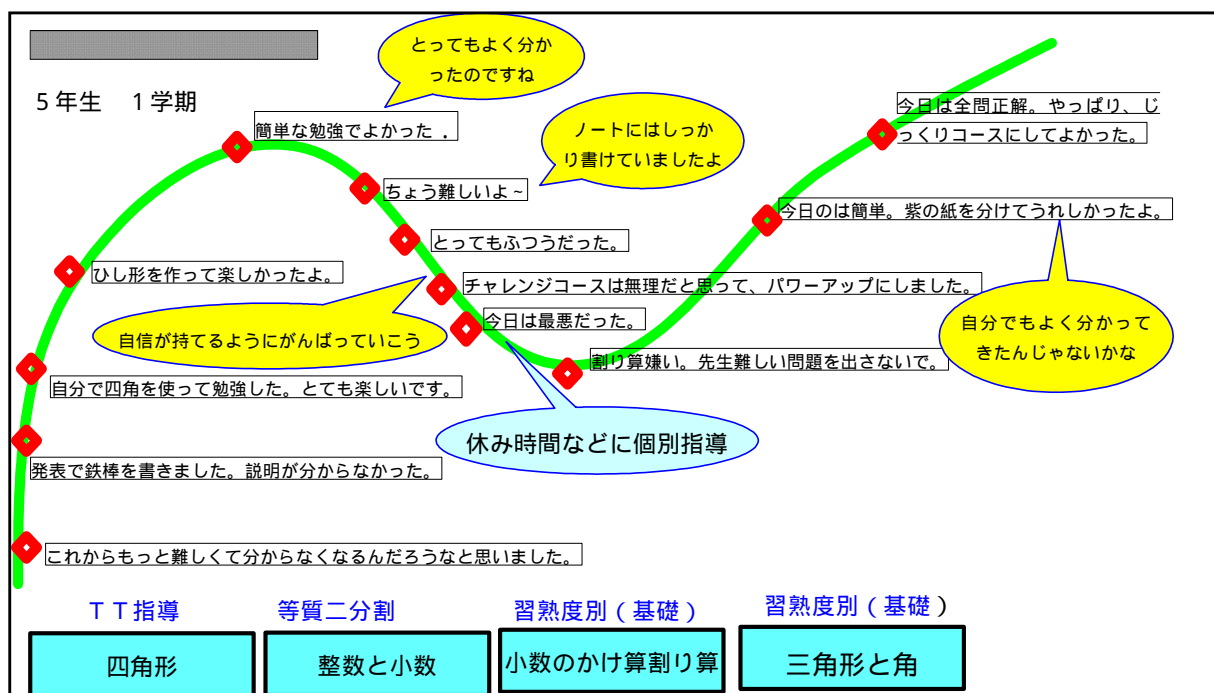 とってもよく分か
ったのですね
5年生 1学期
簡単な勉強でよかった .
ノートにはしっか
り書けていましたよ
今日は全問正解。やっぱり、じ
っくりコースにしてよかった。
ちょう難しいよ~
今日のは簡単。紫の紙を分けてうれしかったよ。
とってもふつうだった。
ひし形を作って楽しかったよ。
チャレンジコースは無理だと思って、パワーアップにしました。
自信が持てるようにがんばっていこう
今日は最悪だった。
自分でもよく分かって
きたんじゃないかな
割り算嫌い。先生難しい問題を出さないで。
自分で四角を使って勉強した。とても楽しいです。
休み時間などに個別指導
発表で鉄棒を書きました。説明が分からなかった。
これからもっと難しくて分からなくなるんだろうなと思いました。
TT指導 等質二分割 習熟度別(基礎) 習熟度別(基礎)
四角形 整数と小数 小数のかけ算割り算 三角形と角